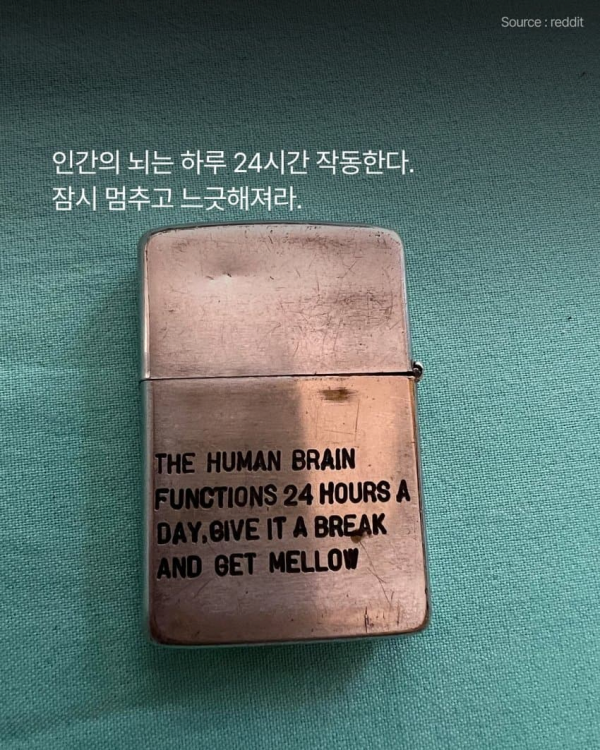 Source : reddit
인간의 뇌는 하루 24시간 작동한다.
잠시 멈추고 느긋해져라.
THE HUMAN BRAIN
FUNCTIONS 24 HOURS A
DAY,GIVE IT A BREAK
AND GET MELLOW